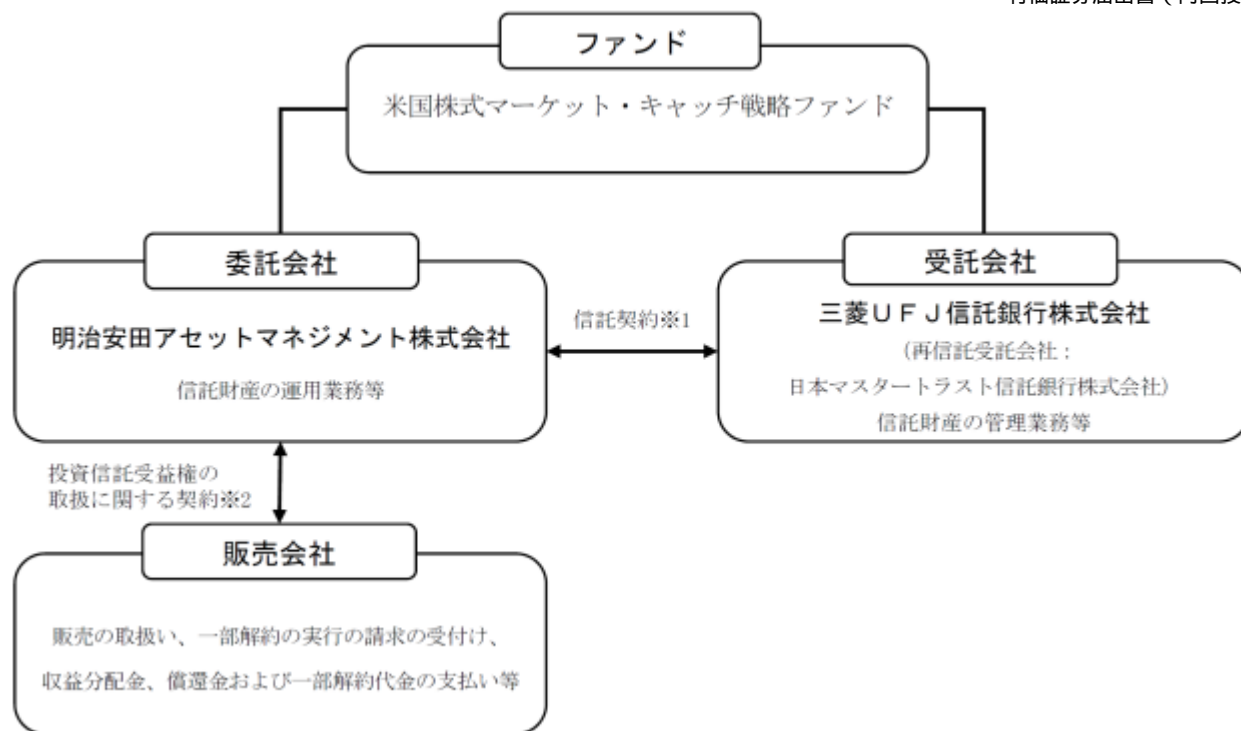 ファンド
米国株式マーケット・キャッチ戦略ファンド
委託会社
明治安田アセットマネジメント株式会社
信託財産の運用業務等
信託契約※1
受託会社
三菱UFJ信託銀行株式会社
(再信託受託会社:
日本マスタートラスト信託銀行株式会社)
信託財産の管理業務等
投資信託受益権の
取扱に関する契約※2
販売会社
販売の取扱い、一部解約の実行の請求の受付け、
収益分配金、償還金および一部解約代金の支払い等